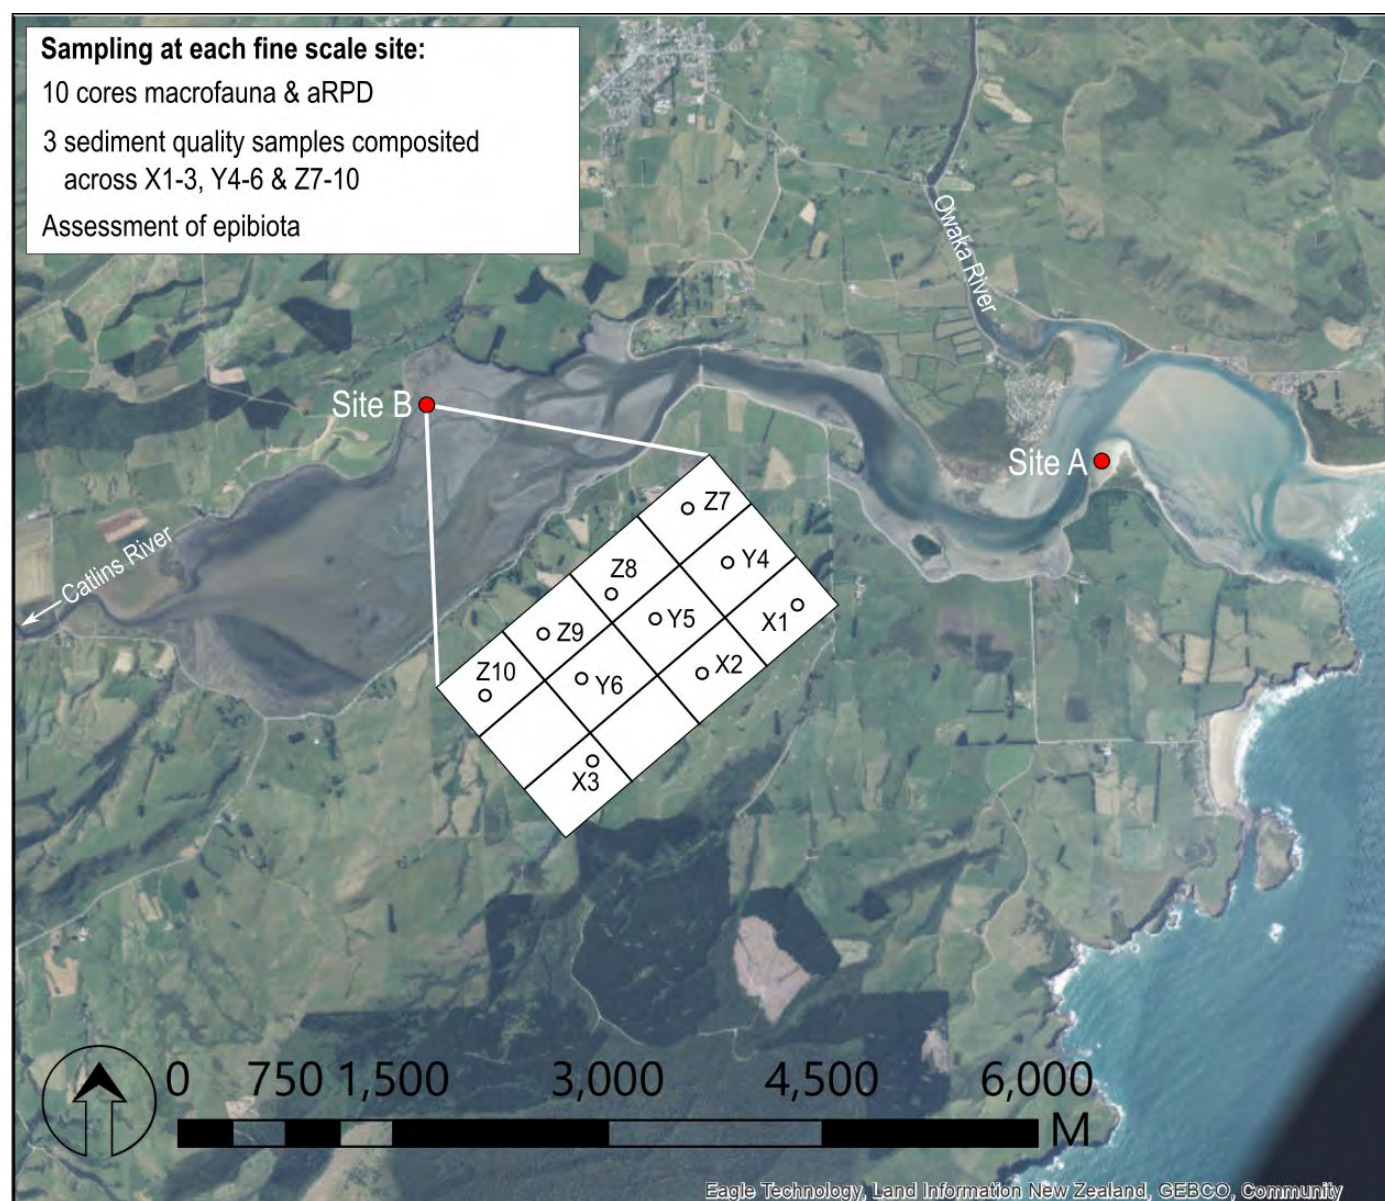 Sampling at each fine scale site:
10 cores macrofauna & aRPD
3 sediment quality samples composited
across X1-3, Y4-6 & Z7-10
Assessment of epibiota
Owaka River
Site B
Site A
Catlins River
Z7
Y4
X1
Z8
Y5
X2
Z9
Y6
Z10
X3
0 750 1,500 3,000 4,500 6,000
M
Eagle Technology, Land Information New Zealand, GEBCO, Community